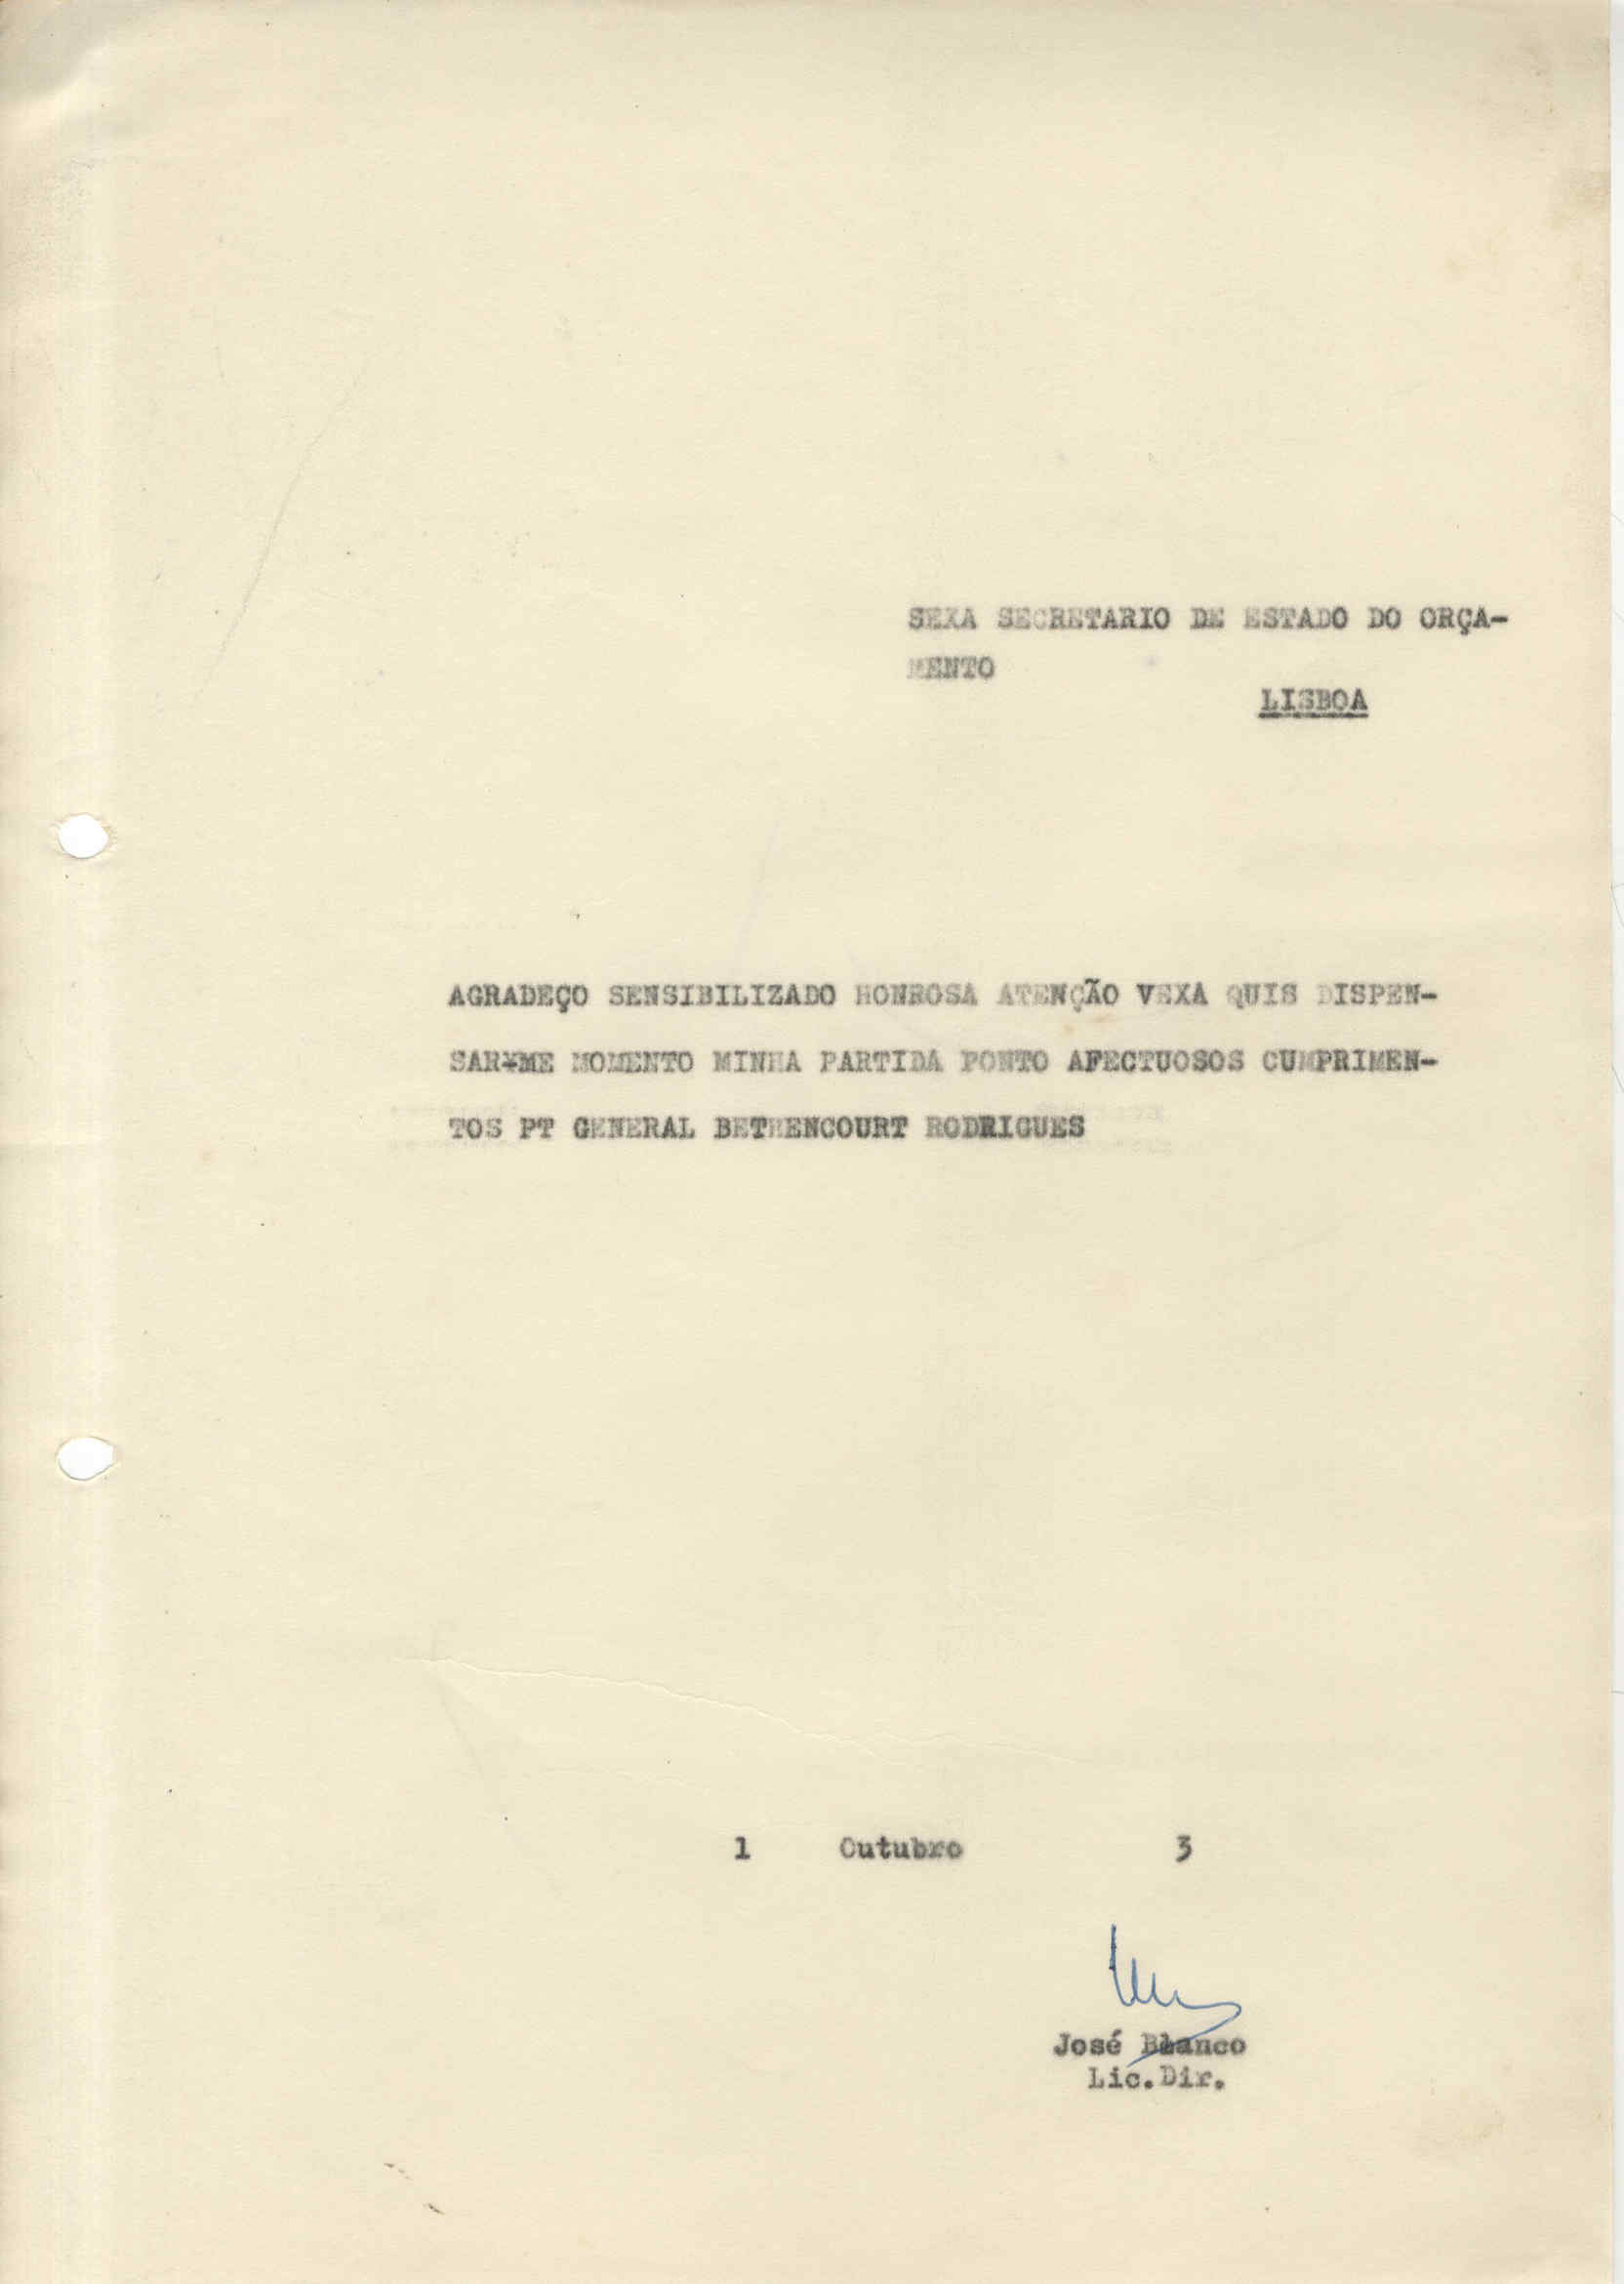 SEXA SECRETARIO DE ESTADO DO ORÇA-
MENTO
LISBOA
AGRADEÇO SENSIBILIZADO HONROSA ATENÇÃO VEXA QUIS DISPEN-
SAR-ME MOMENTO MINHA PARTIDA PONTO AFECTUOSOS CUMPRIMEN-
TOS PT GENERAL BETHENCOURT RODRIGUES
1 Outubro 3
José Blanco
Lic.Dir.